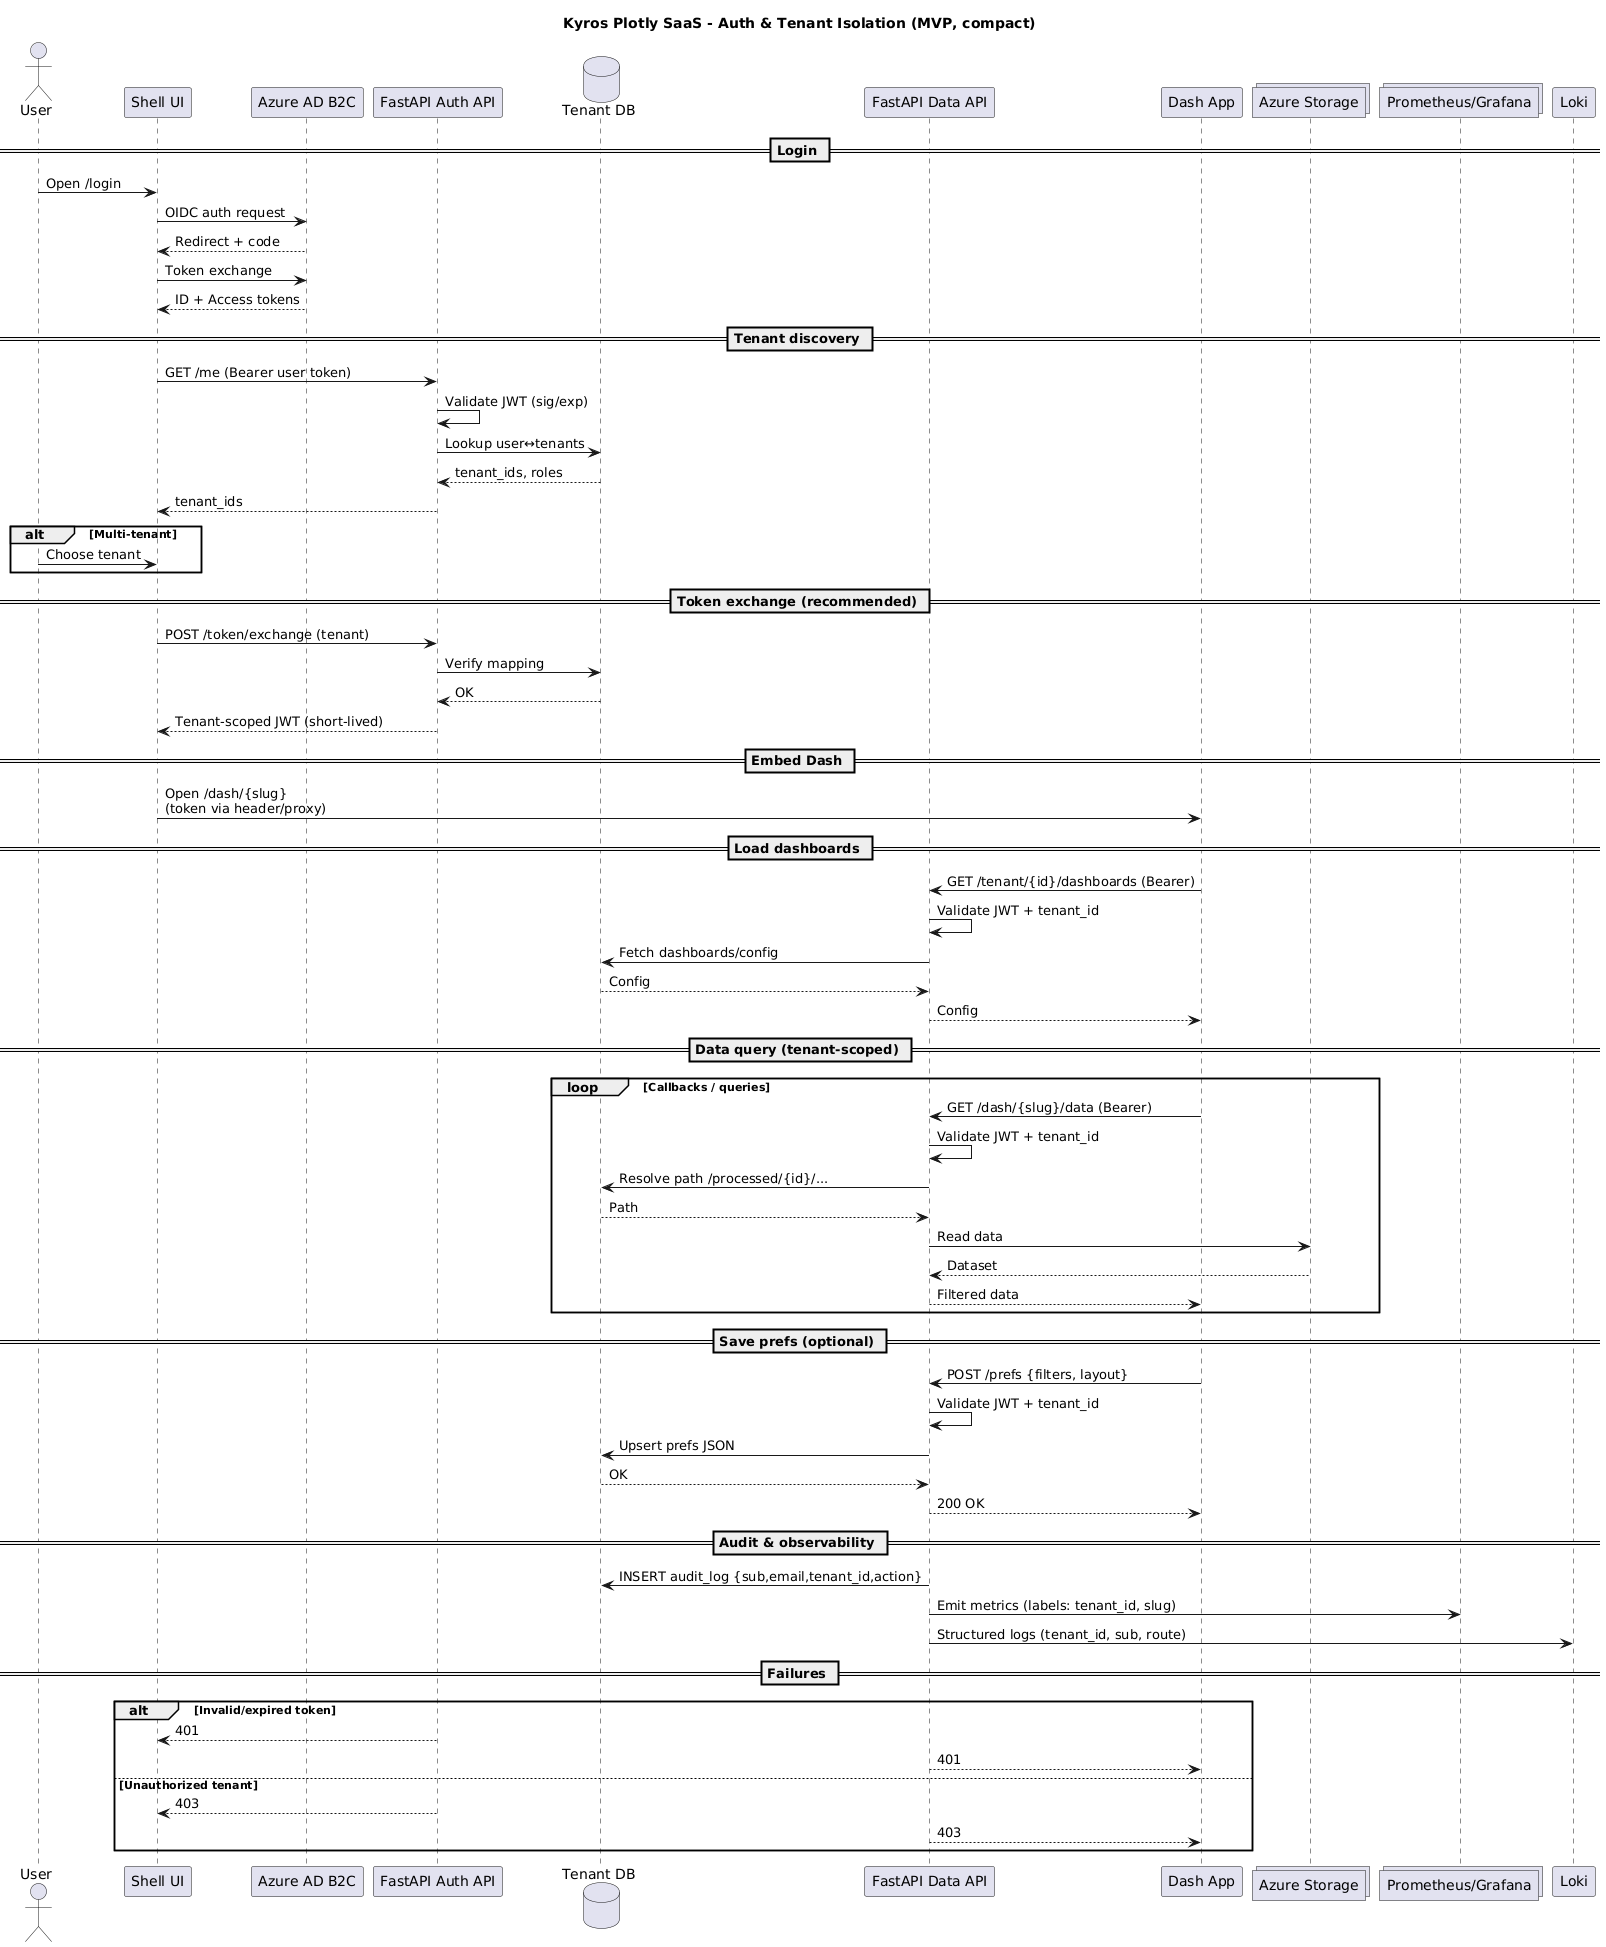 Kyros Plotly SaaS - Auth & Tenant Isolation (MVP, compact)
User
Shell UI
Azure AD B2C
FastAPI Auth API
Tenant DB
FastAPI Data API
Dash App
Azure Storage
Prometheus/Grafana
Loki
Login
Open /login
OIDC auth request
Redirect + code
Token exchange
ID + Access tokens
Tenant discovery
GET /me (Bearer user token)
Validate JWT (sig/exp)
Lookup user↔tenants
tenant_ids, roles
tenant_ids
alt [Multi-tenant]
Choose tenant
Token exchange (recommended)
POST /token/exchange (tenant)
Verify mapping
OK
Tenant-scoped JWT (short-lived)
Embed Dash
Open /dash/{slug}
(token via header/proxy)
Load dashboards
GET /tenant/{id}/dashboards (Bearer)
Validate JWT + tenant_id
Fetch dashboards/config
Config
Config
Data query (tenant-scoped)
loop [Callbacks / queries]
GET /dash/{slug}/data (Bearer)
Validate JWT + tenant_id
Resolve path /processed/{id}/...
Path
Read data
Dataset
Filtered data
Save prefs (optional)
POST /prefs {filters, layout}
Validate JWT + tenant_id
Upsert prefs JSON
OK
200 OK
Audit & observability
INSERT audit_log {sub,email,tenant_id,action}
Emit metrics (labels: tenant_id, slug)
Structured logs (tenant_id, sub, route)
Failures
alt [Invalid/expired token]
401
401
[Unauthorized tenant]
403
403
User
Shell UI
Azure AD B2C
FastAPI Auth API
Tenant DB
FastAPI Data API
Dash App
Azure Storage
Prometheus/Grafana
Loki